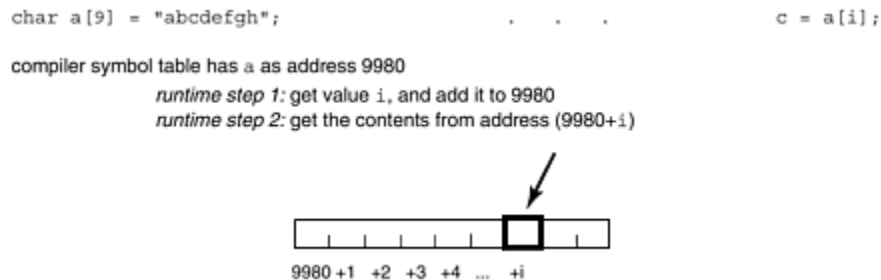 char a[9] = "abcdefgh"; . . . c = a[i];
compiler symbol table has a as address 9980
runtime step 1: get value i, and add it to 9980
runtime step 2: get the contents from address (9980+i)
9980 +1 +2 +3 +4 ... +i